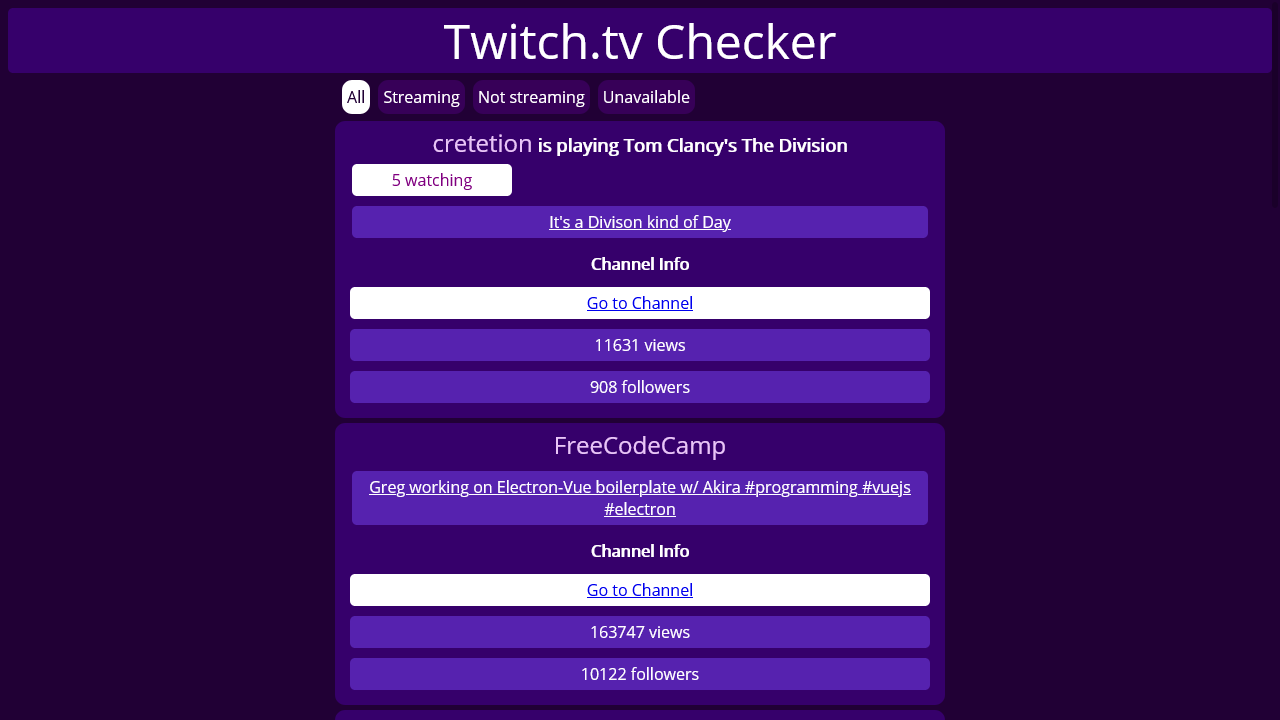 Twitch.tv Checker
All Streaming Not streaming Unavailable
cretetion is playing Tom Clancy's The Division
5 watching
It's a Divison kind of Day
Channel Info
Go to Channel
11631 views
908 followers
FreeCodeCamp
Greg working on Electron-Vue boilerplate w/ Akira #programming #vuejs
#electron
Channel Info
Go to Channel
163747 views
10122 followers